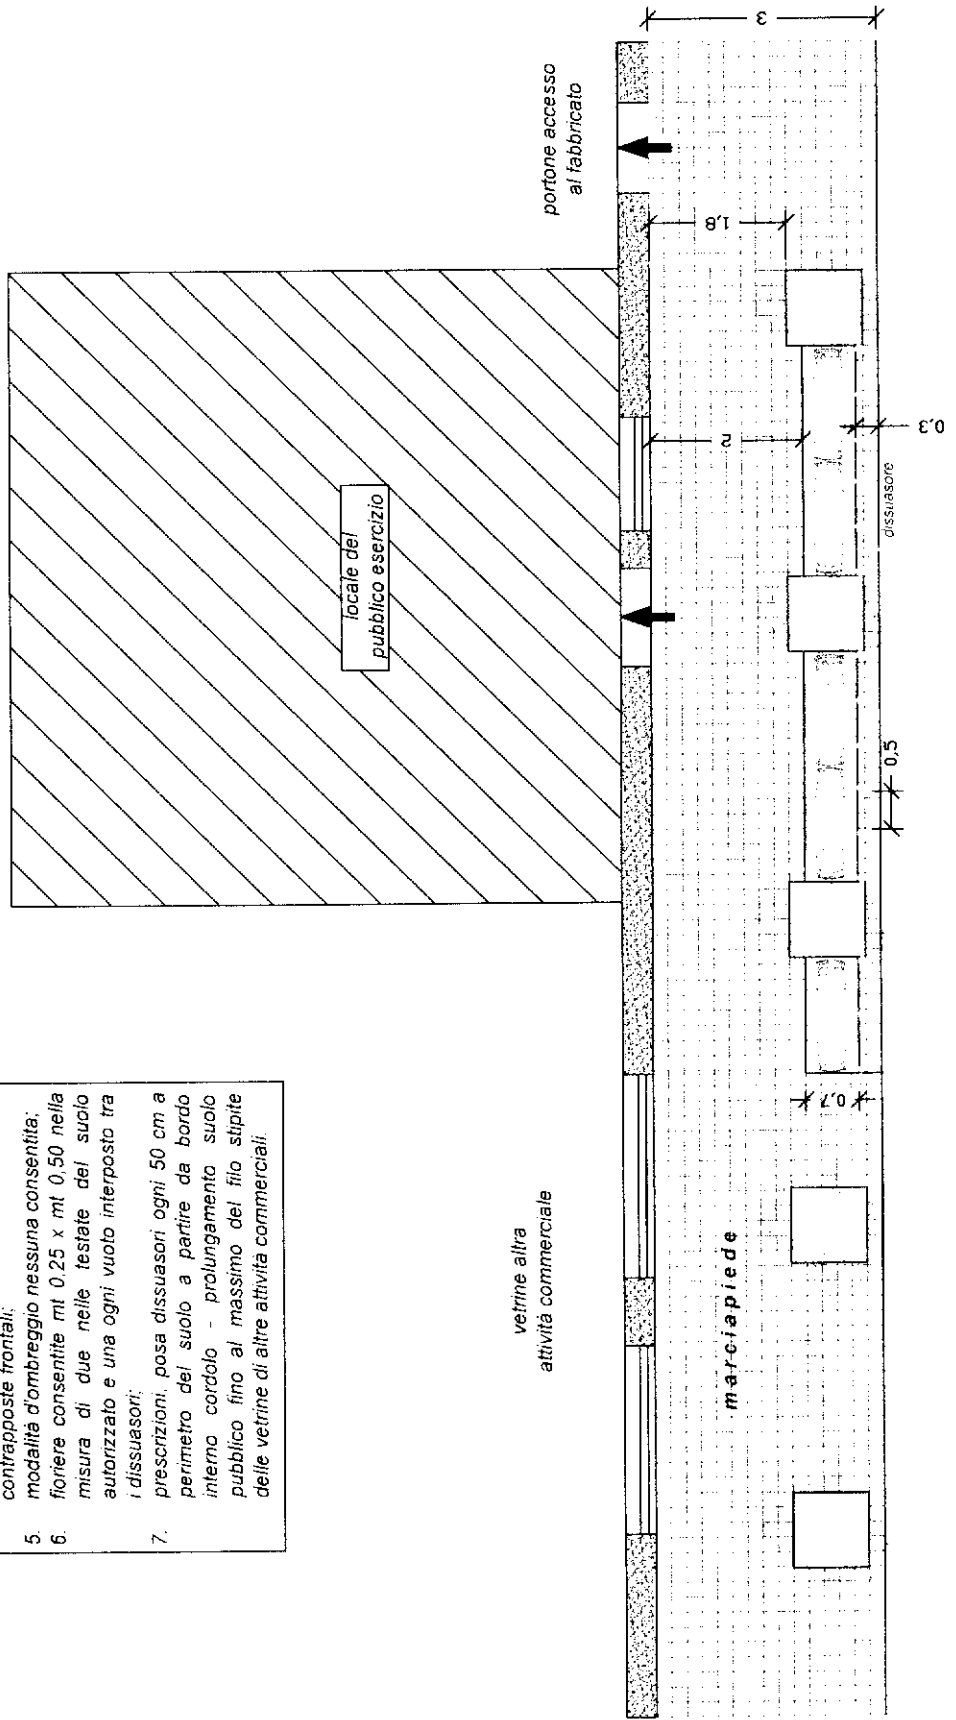 contrapposte frontali;
5. modalità d'ombreggio nessuna consentita;
6. fioriere consentite mt 0.25 x mt 0,50 nella
misura di due nelle testate del suolo
autorizzato e una ogni vuoto interposto tra
i dissuasori;
7. prescrizioni, posa dissuasori ogni 50 cm a
perimetro del suolo a partire da bordo
interno cordolo - prolungamento suolo
pubblico fino al massimo del filo stipite
delle vetrine di altre attività commerciali.
locale del
pubblico esercizio
vetrine altra
attività commerciale
portone accesso
al fabbricato
marciapiede
dissuasore
3
1,8
2
0,3
0,5
0,7